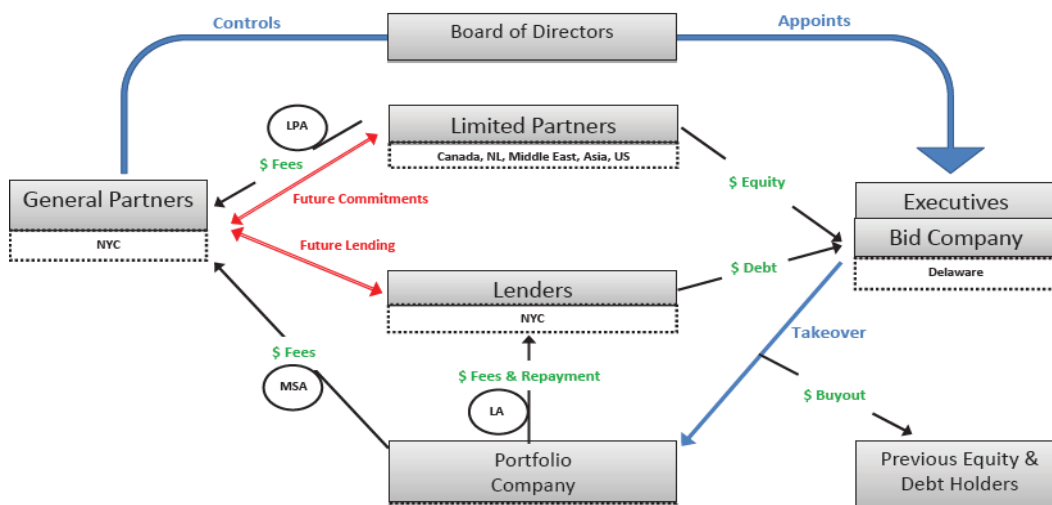 Controls
Board of Directors
Appoints
LPA
Limited Partners
Canada, NL, Middle East, Asia, US
$ Fees
$ Equity
General Partners
NYC
Future Commitments
Executives
Bid Company
Delaware
Future Lending
$ Debt
Lenders
NYC
Takeover
$ Fees
MSA
$ Fees & Repayment
LA
$ Buyout
Portfolio
Company
Previous Equity &
Debt Holders